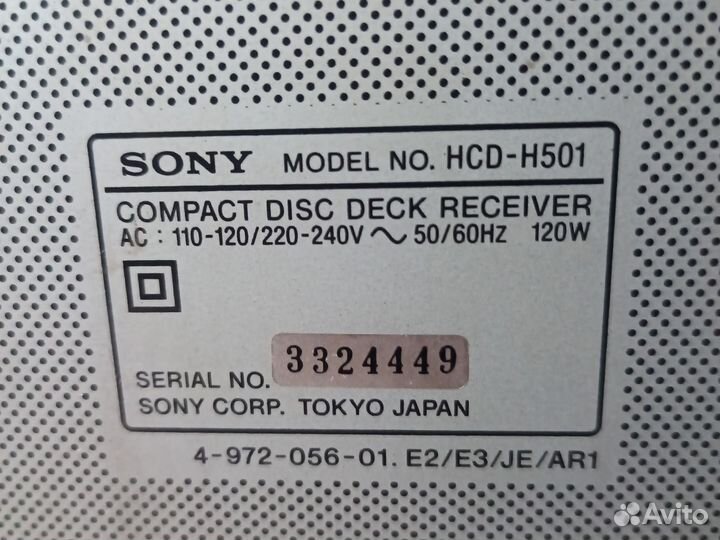 SONY MODEL NO. HCD-H501
COMPACT DISC DECK RECEIVER
AC : 110-120/220-240V ~ 50/60HZ 120W
SERIAL NO. 3324449
SONY CORP. TOKYO JAPAN
4-972-056-01. E2/E3/JE/AR1
Avito